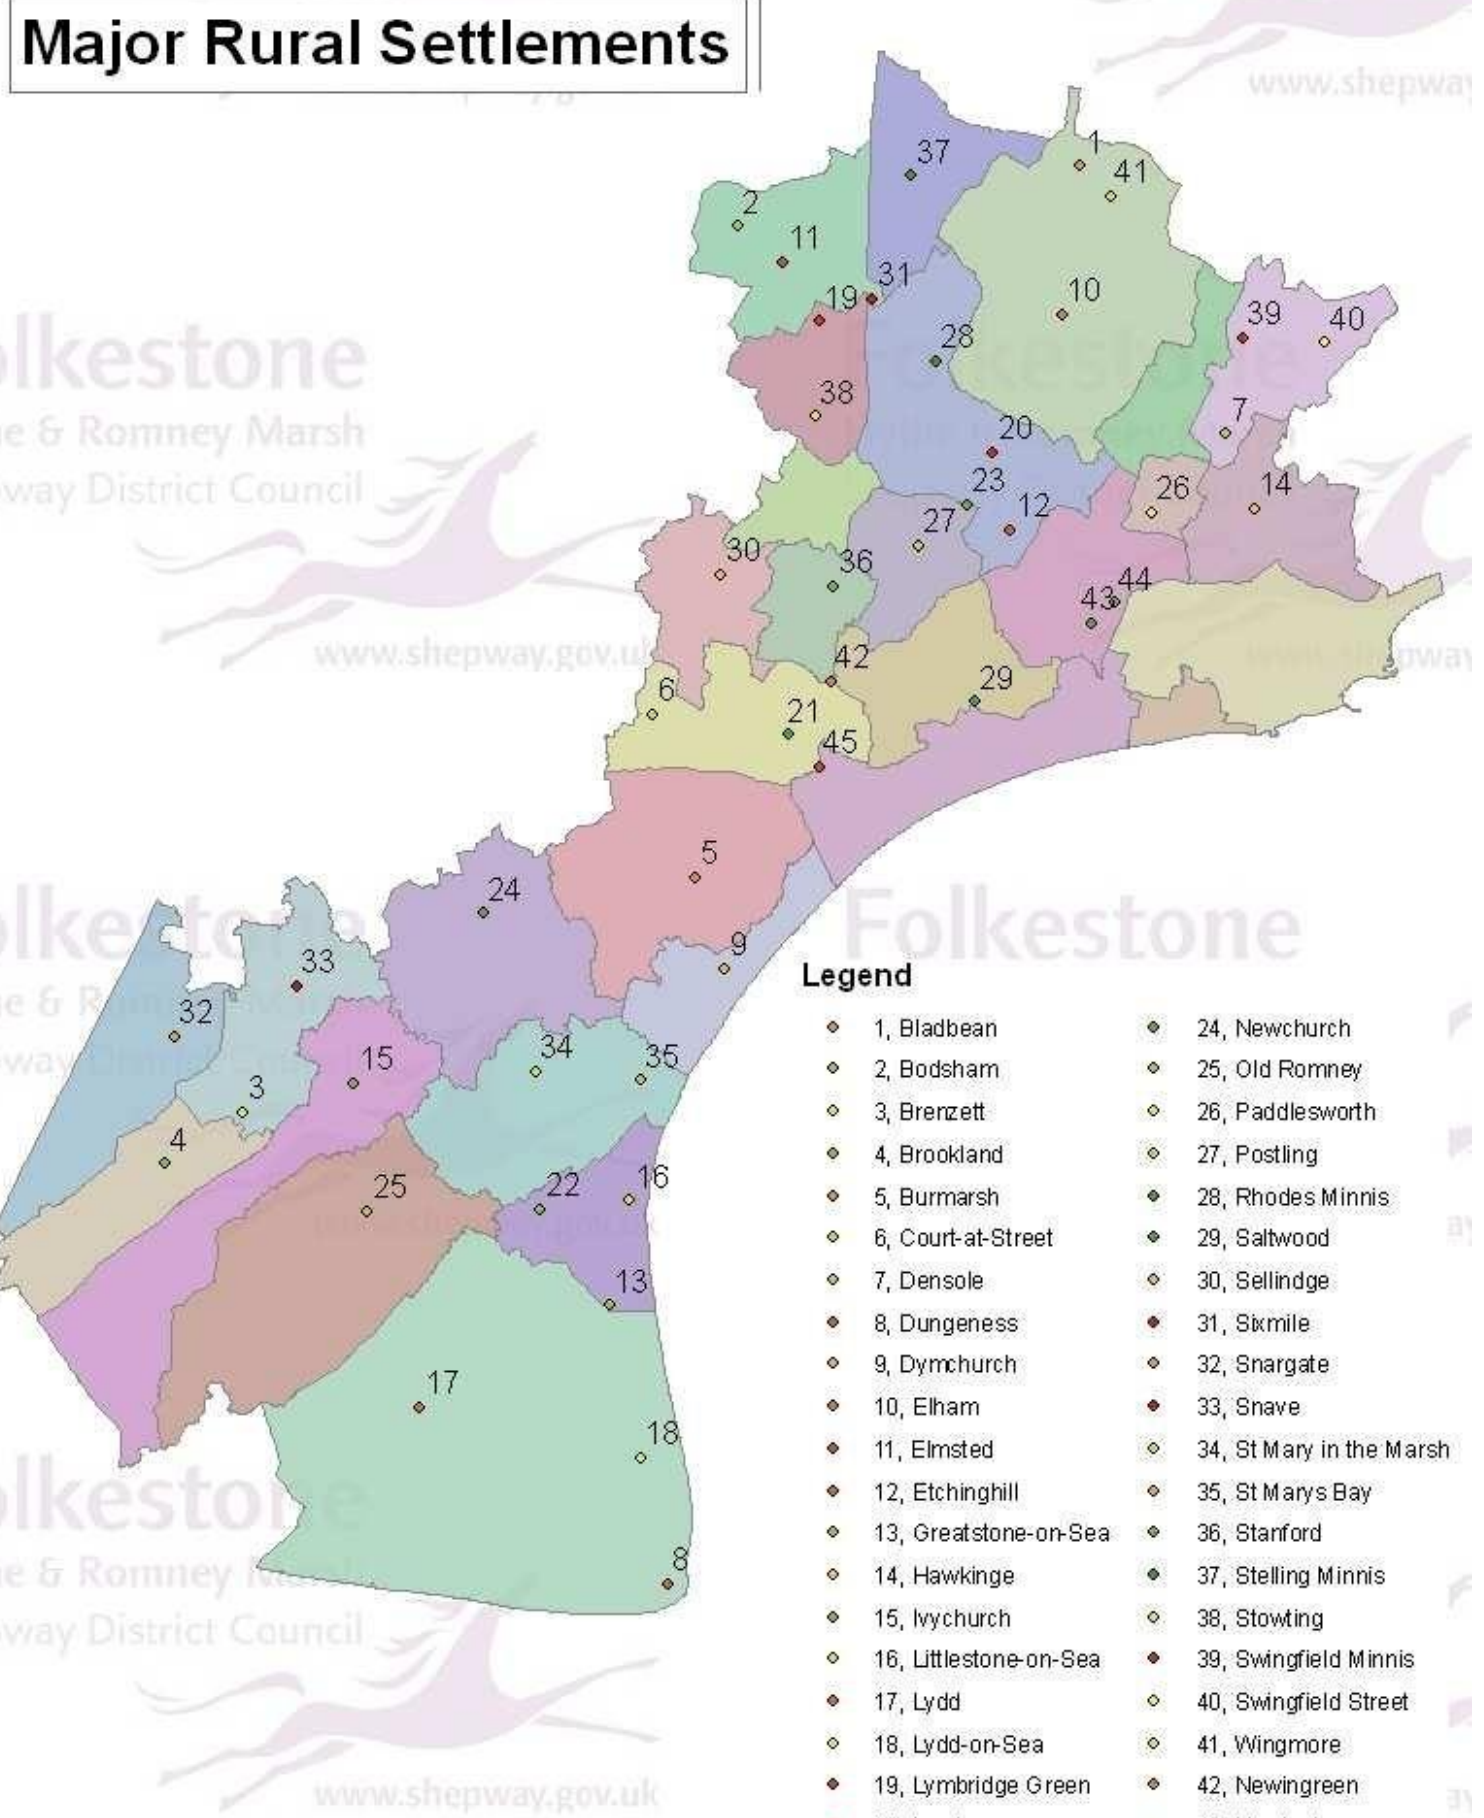 Major Rural Settlements
www.shepway
37
1
41
2
11
31
19
10
39
40
28
38
7
20
23
12
26
14
27
30
36
44
43
42
6
29
21
45
5
24
9
33
32
34
35
15
3
4
25
22
16
13
17
18
8
lkestone
e & Romney Marsh
way District Council
www.shepway.gov.uk
Folkestone
Legend
1, Bladbean
2, Bodsham
3, Brenzett
4, Brookland
5, Burmarsh
6, Court-at-Street
7, Densole
8, Dungeness
9, Dymchurch
10, Elham
11, Elmsted
12, Etchinghill
13, Greatstone-on-Sea
14, Hawkinge
15, Ivychurch
16, Littlestone-on-Sea
17, Lydd
18, Lydd-on-Sea
19, Lymbridge Green
24, Newchurch
25, Old Romney
26, Paddlesworth
27, Postling
28, Rhodes Minnis
29, Saltwood
30, Sellindge
31, Sixmile
32, Snargate
33, Snave
34, St Mary in the Marsh
35, St Marys Bay
36, Stanford
37, Stelling Minnis
38, Stowting
39, Swingfield Minnis
40, Swingfield Street
41, Wingmore
42, Newingreen
way District Council
www.shepway.gov.uk